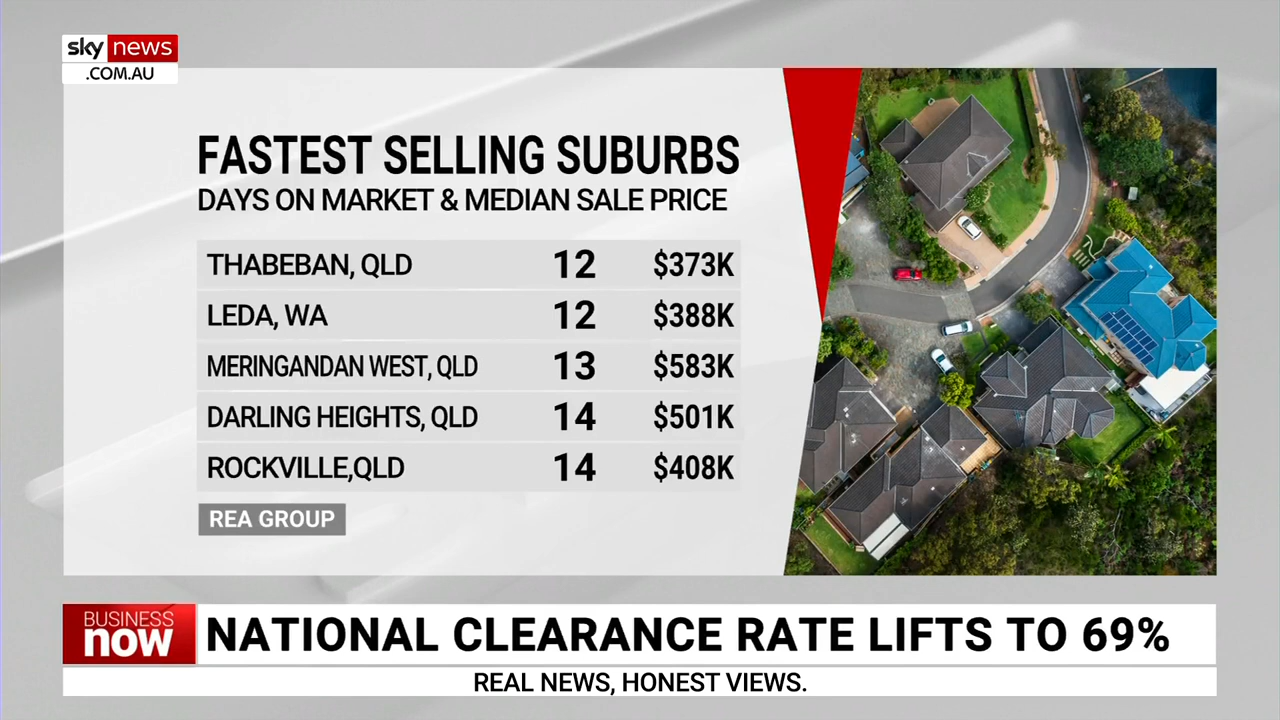 sky news
.COM.AU
FASTEST SELLING SUBURBS
DAYS ON MARKET & MEDIAN SALE PRICE
THABEBAN, QLD 12 $373K
LEDA, WA 12 $388K
MERINGANDAN WEST, QLD 13 $583K
DARLING HEIGHTS, QLD 14 $501K
ROCKVILLE,QLD 14 $408K
REA GROUP
BUSINESS
now
NATIONAL CLEARANCE RATE LIFTS TO 69%
REAL NEWS, HONEST VIEWS.